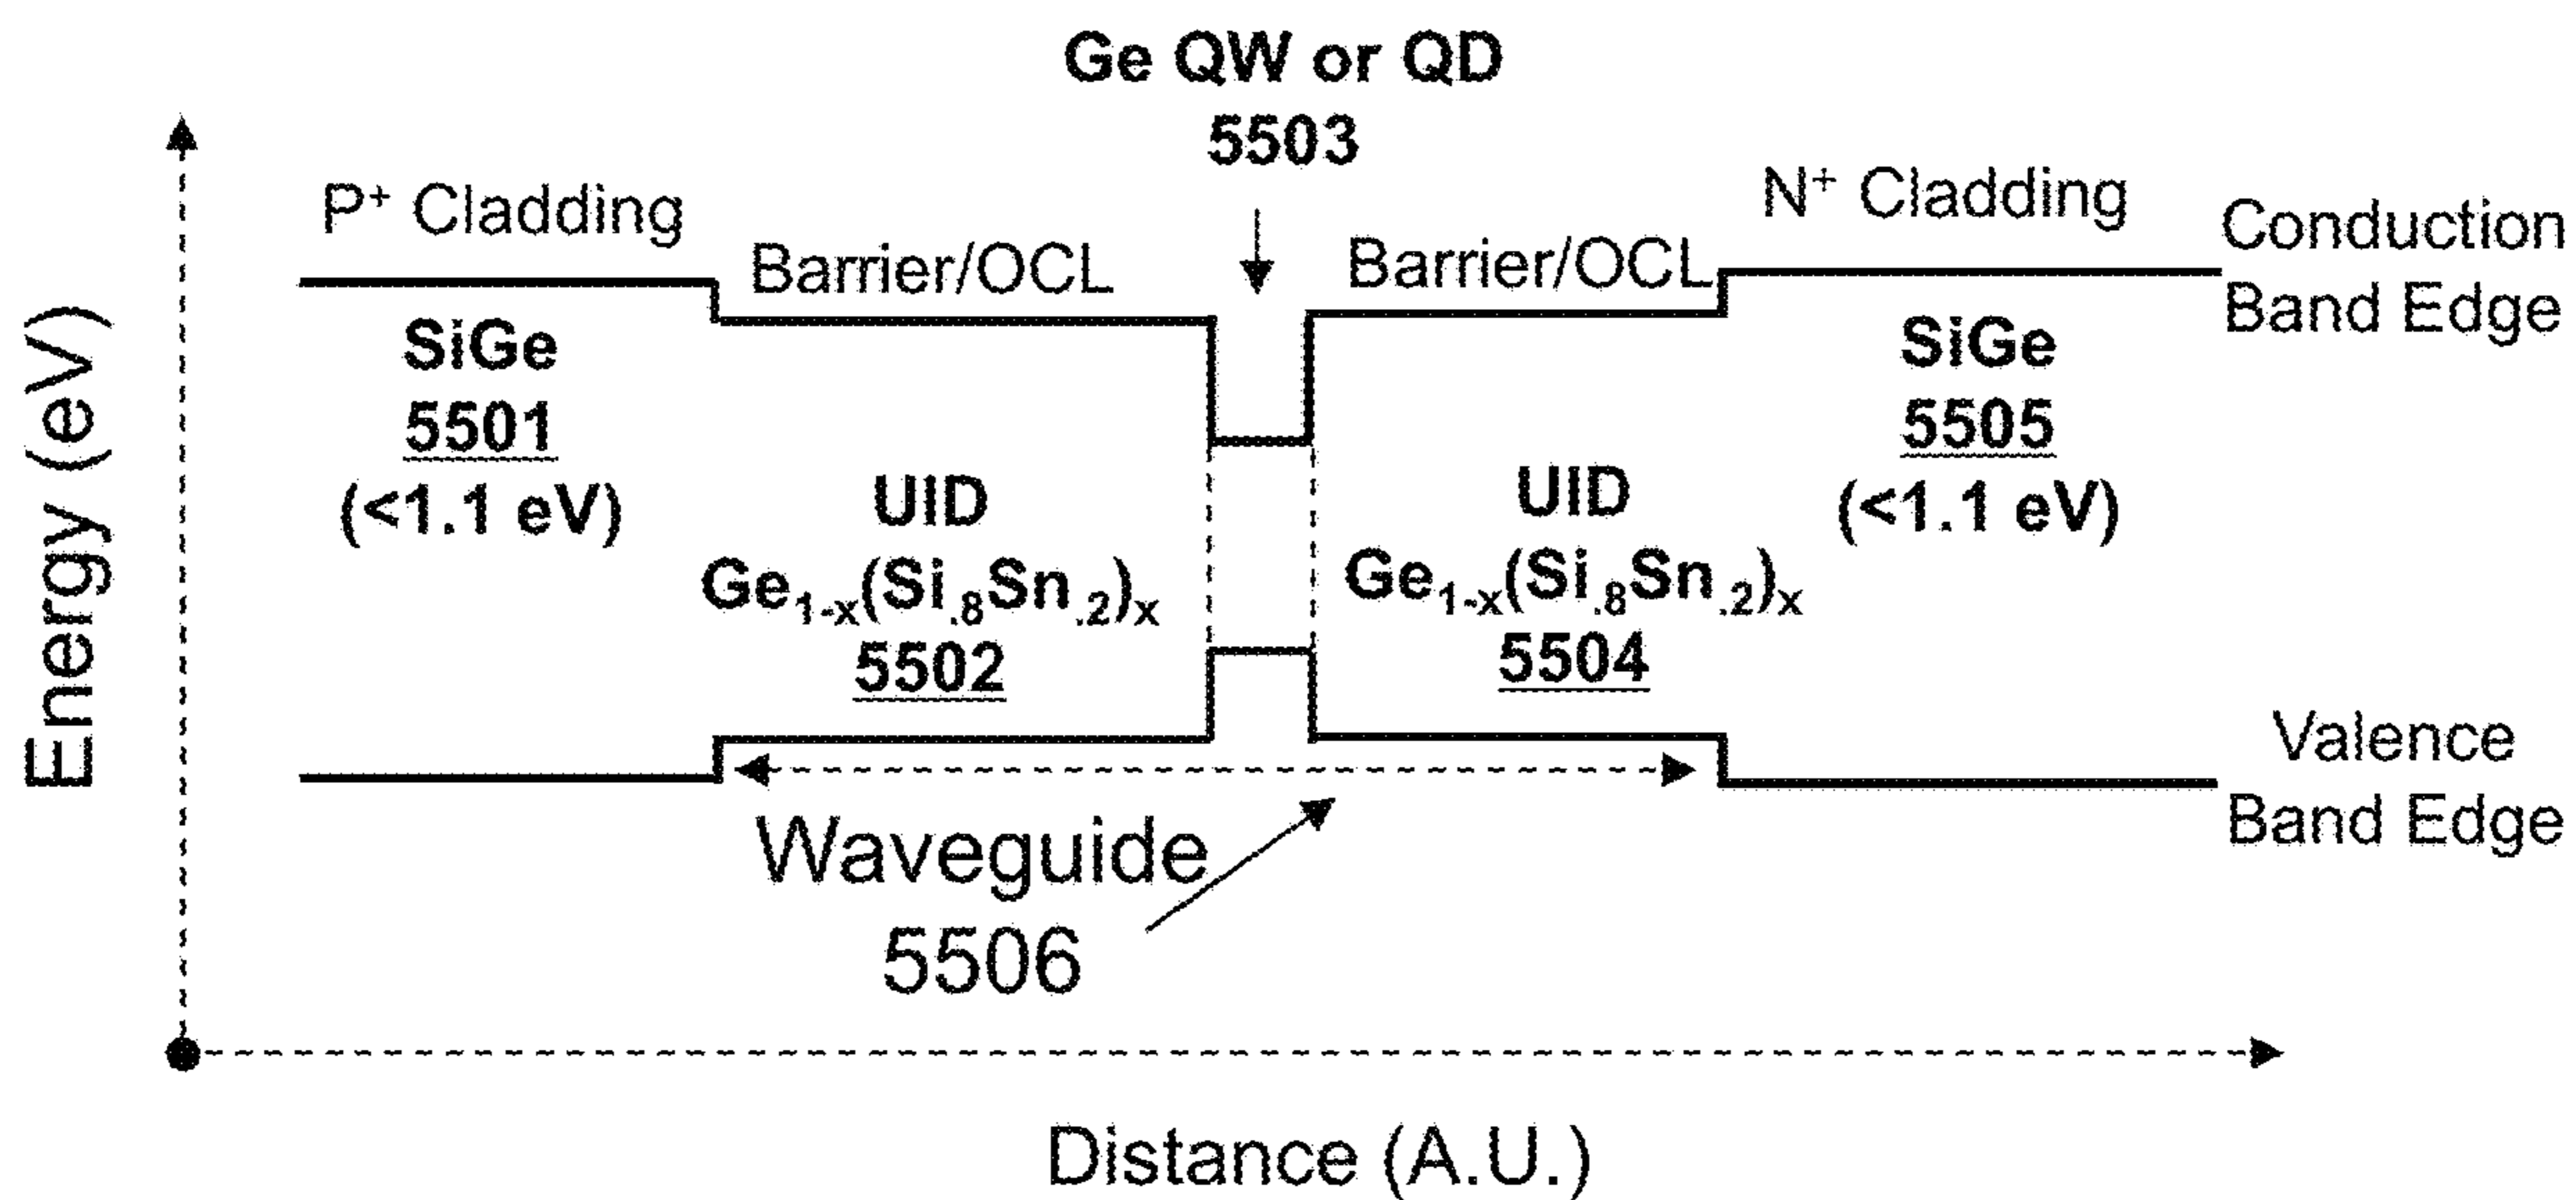 Ge QW or QD
5503
P⁺ Cladding
Barrier/OCL
Barrier/OCL
N⁺ Cladding
Conduction
Band Edge
SiGe
5501
(<1.1 eV)
UID
Ge₁₋ₓ(Si.₈Sn.₂)ₓ
5502
UID
Ge₁₋ₓ(Si.₈Sn.₂)ₓ
5504
SiGe
5505
(<1.1 eV)
Valence
Band Edge
Waveguide
5506
Energy (eV)
Distance (A.U.)